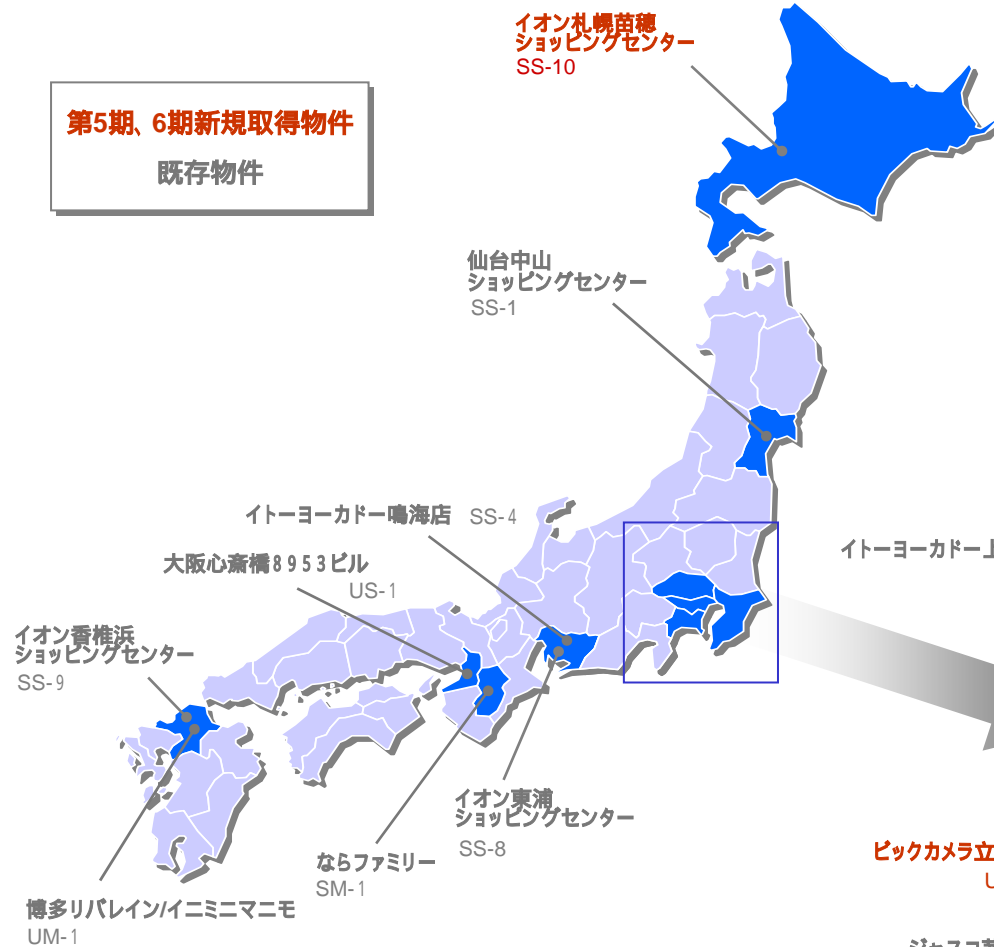 イオン札幌苗穂
ショッピングセンター
SS-10
第5期、6期新規取得物件
既存物件
仙台中山
ショッピングセンター
SS-1
イトーヨーカドー鳴海店 SS-4
イトーヨーカドー上
大阪心斎橋8953ビル
US-1
イオン香椎浜
ショッピングセンター
SS-9
イオン東浦
ショッピングセンター
SS-8
ならファミリー
SM-1
ビックカメラ立
U
博多リバレイン/イニミニマニモ
UM-1